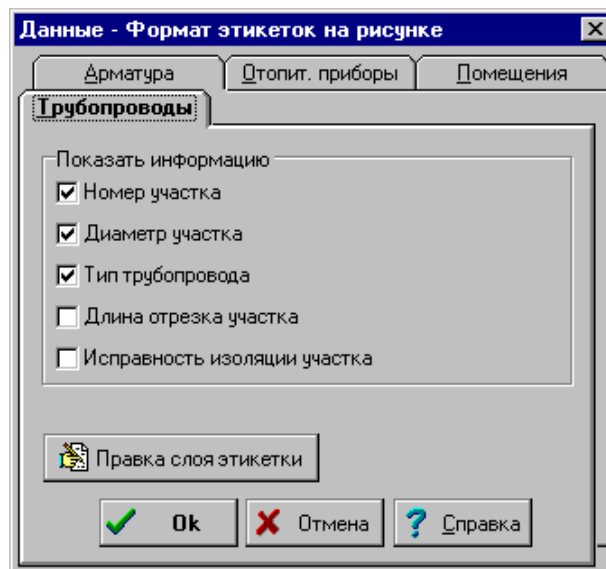 Данные - Формат этикеток на рисунке
Арматура
Отопит. приборы
Помещения
Трубопроводы
Показать информацию
Номер участка
Диаметр участка
Тип трубопровода
Длина отрезка участка
Исправность изоляции участка
Правка слоя этикетки
Ok
Отмена
Справка